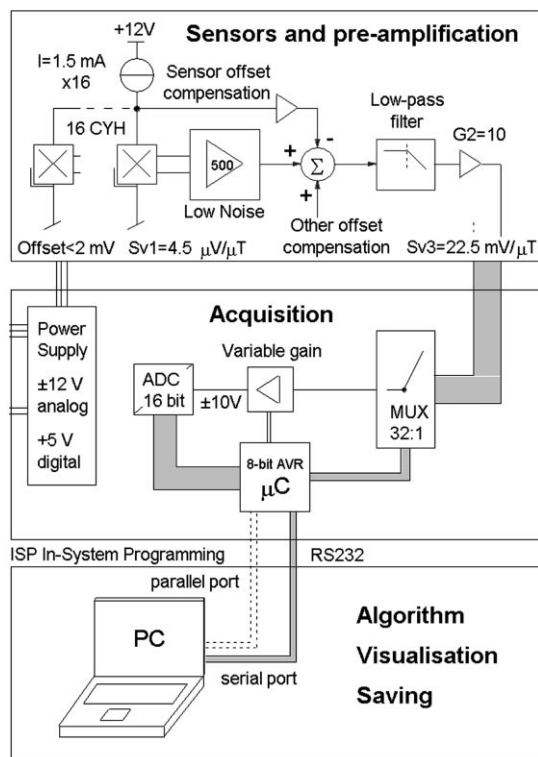 +12V
Sensors and pre-amplification
I=1.5 mA
x16
Sensor offset
compensation
Low-pass
filter
G2=10
16 CYH
-
+
500
Σ
+
Low Noise
Other offset
compensation
Offset<2 mV
Sv1=4.5 µV/µT
Sv3=22.5 mV/µT
Acquisition
Power
Supply
±12 V
analog
+5 V
digital
Variable gain
ADC
16 bit
±10V
MUX
32:1
8-bit AVR
µC
ISP In-System Programming
RS232
parallel port
PC
serial port
Algorithm
Visualisation
Saving